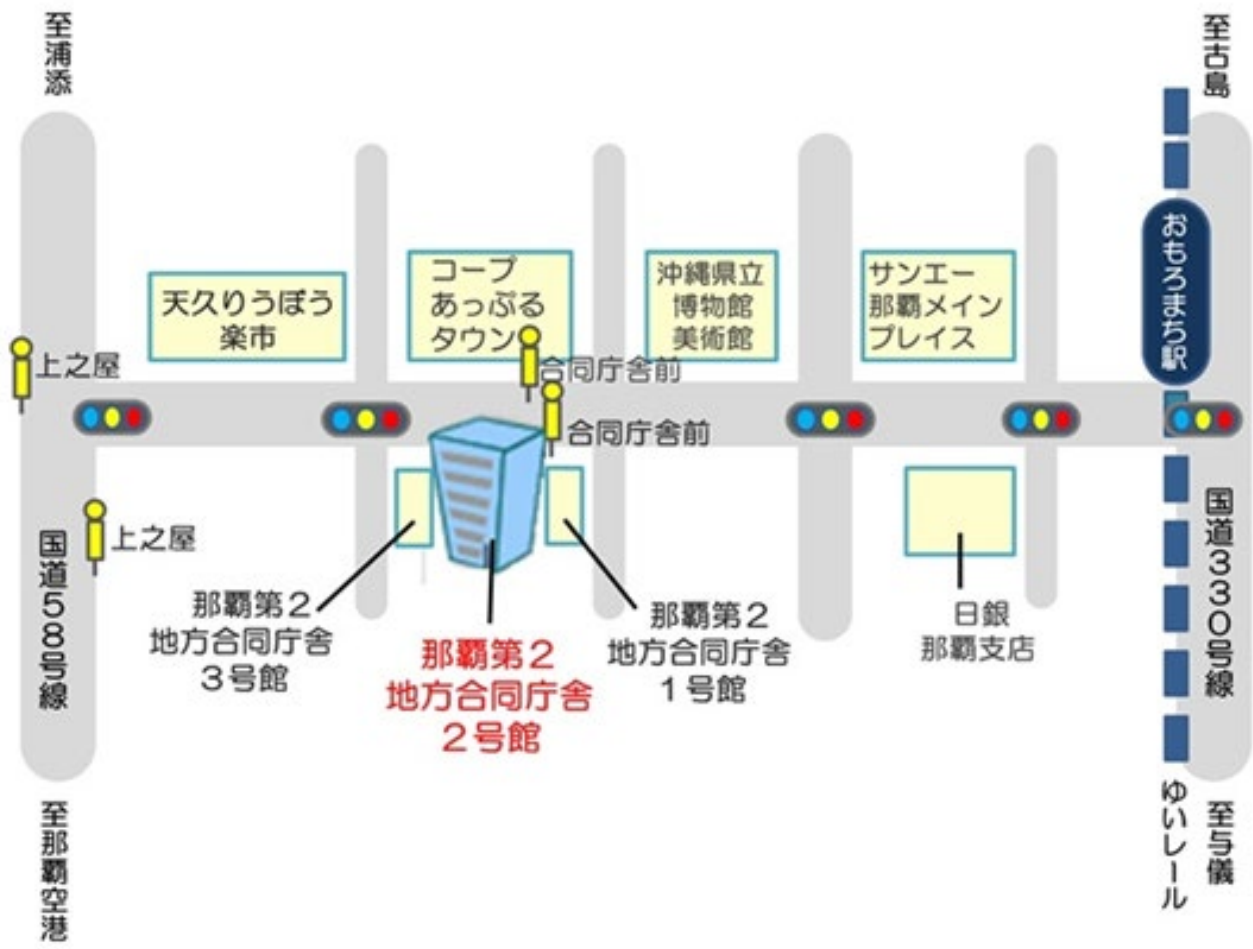 至浦添
至古島
おもろまち駅
天久りうぼう
楽市
コープ
あっぷる
タウン
沖縄県立
博物館
美術館
サンエー
那覇メイン
プレイス
上之屋
合同庁舎前
合同庁舎前
上之屋
国道58号線
国道330号線
那覇第2
地方合同庁舎
3号館
那覇第2
地方合同庁舎
2号館
那覇第2
地方合同庁舎
1号館
日銀
那覇支店
至那覇空港
ゆいレール
至与儀